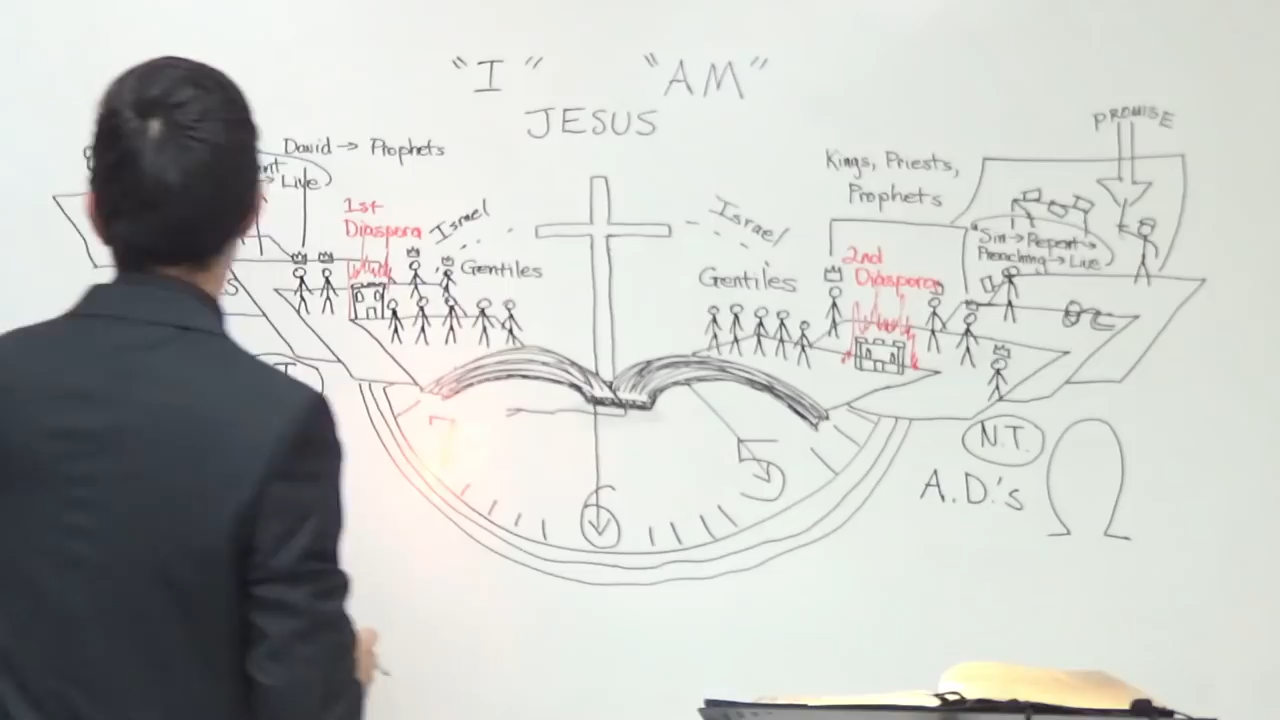 "I" "AM"
JESUS
David → Prophets
Live)
1st
Diaspora
Israel
Gentiles
Israel
Gentiles
Kings, Priests,
Prophets
2nd
Diaspora
PROMISE
"Sin → Repent →
Preaching → Live)
7
6
5
N.T.
A.D.'s
Ω